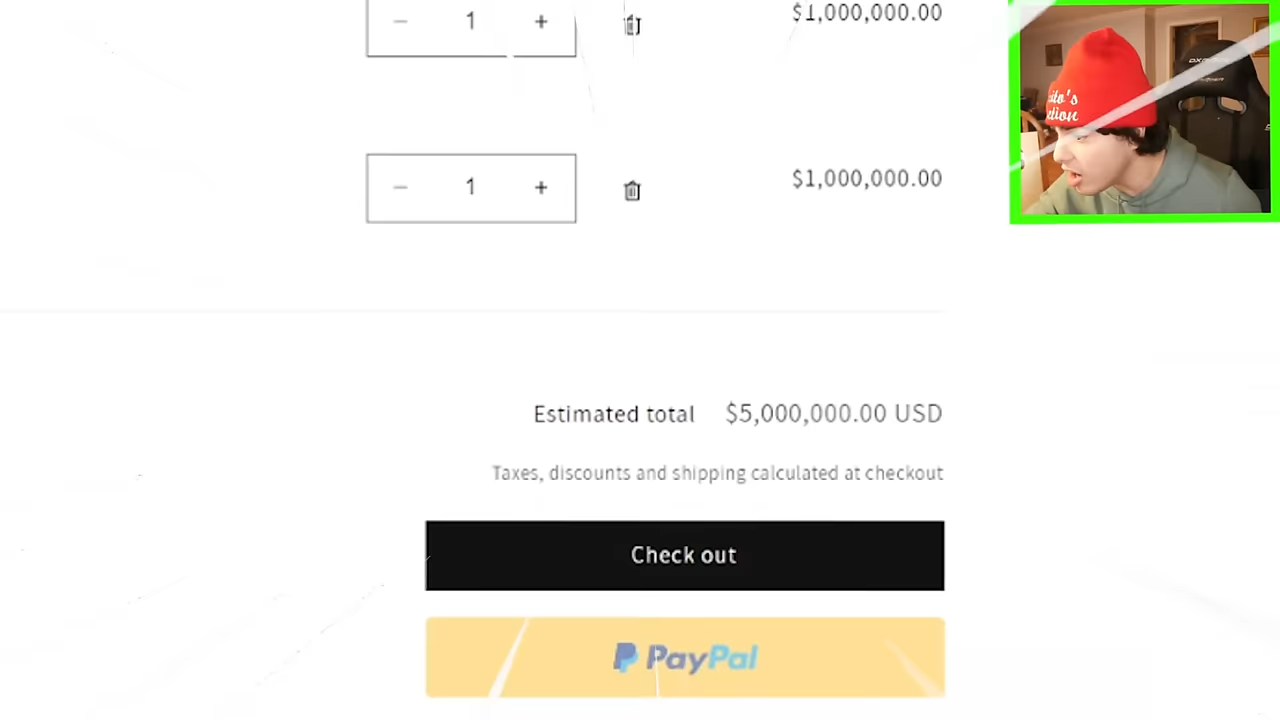 − 1 + $1,000,000.00
− 1 + $1,000,000.00
Estimated total $5,000,000.00 USD
Taxes, discounts and shipping calculated at checkout
Check out
PayPal